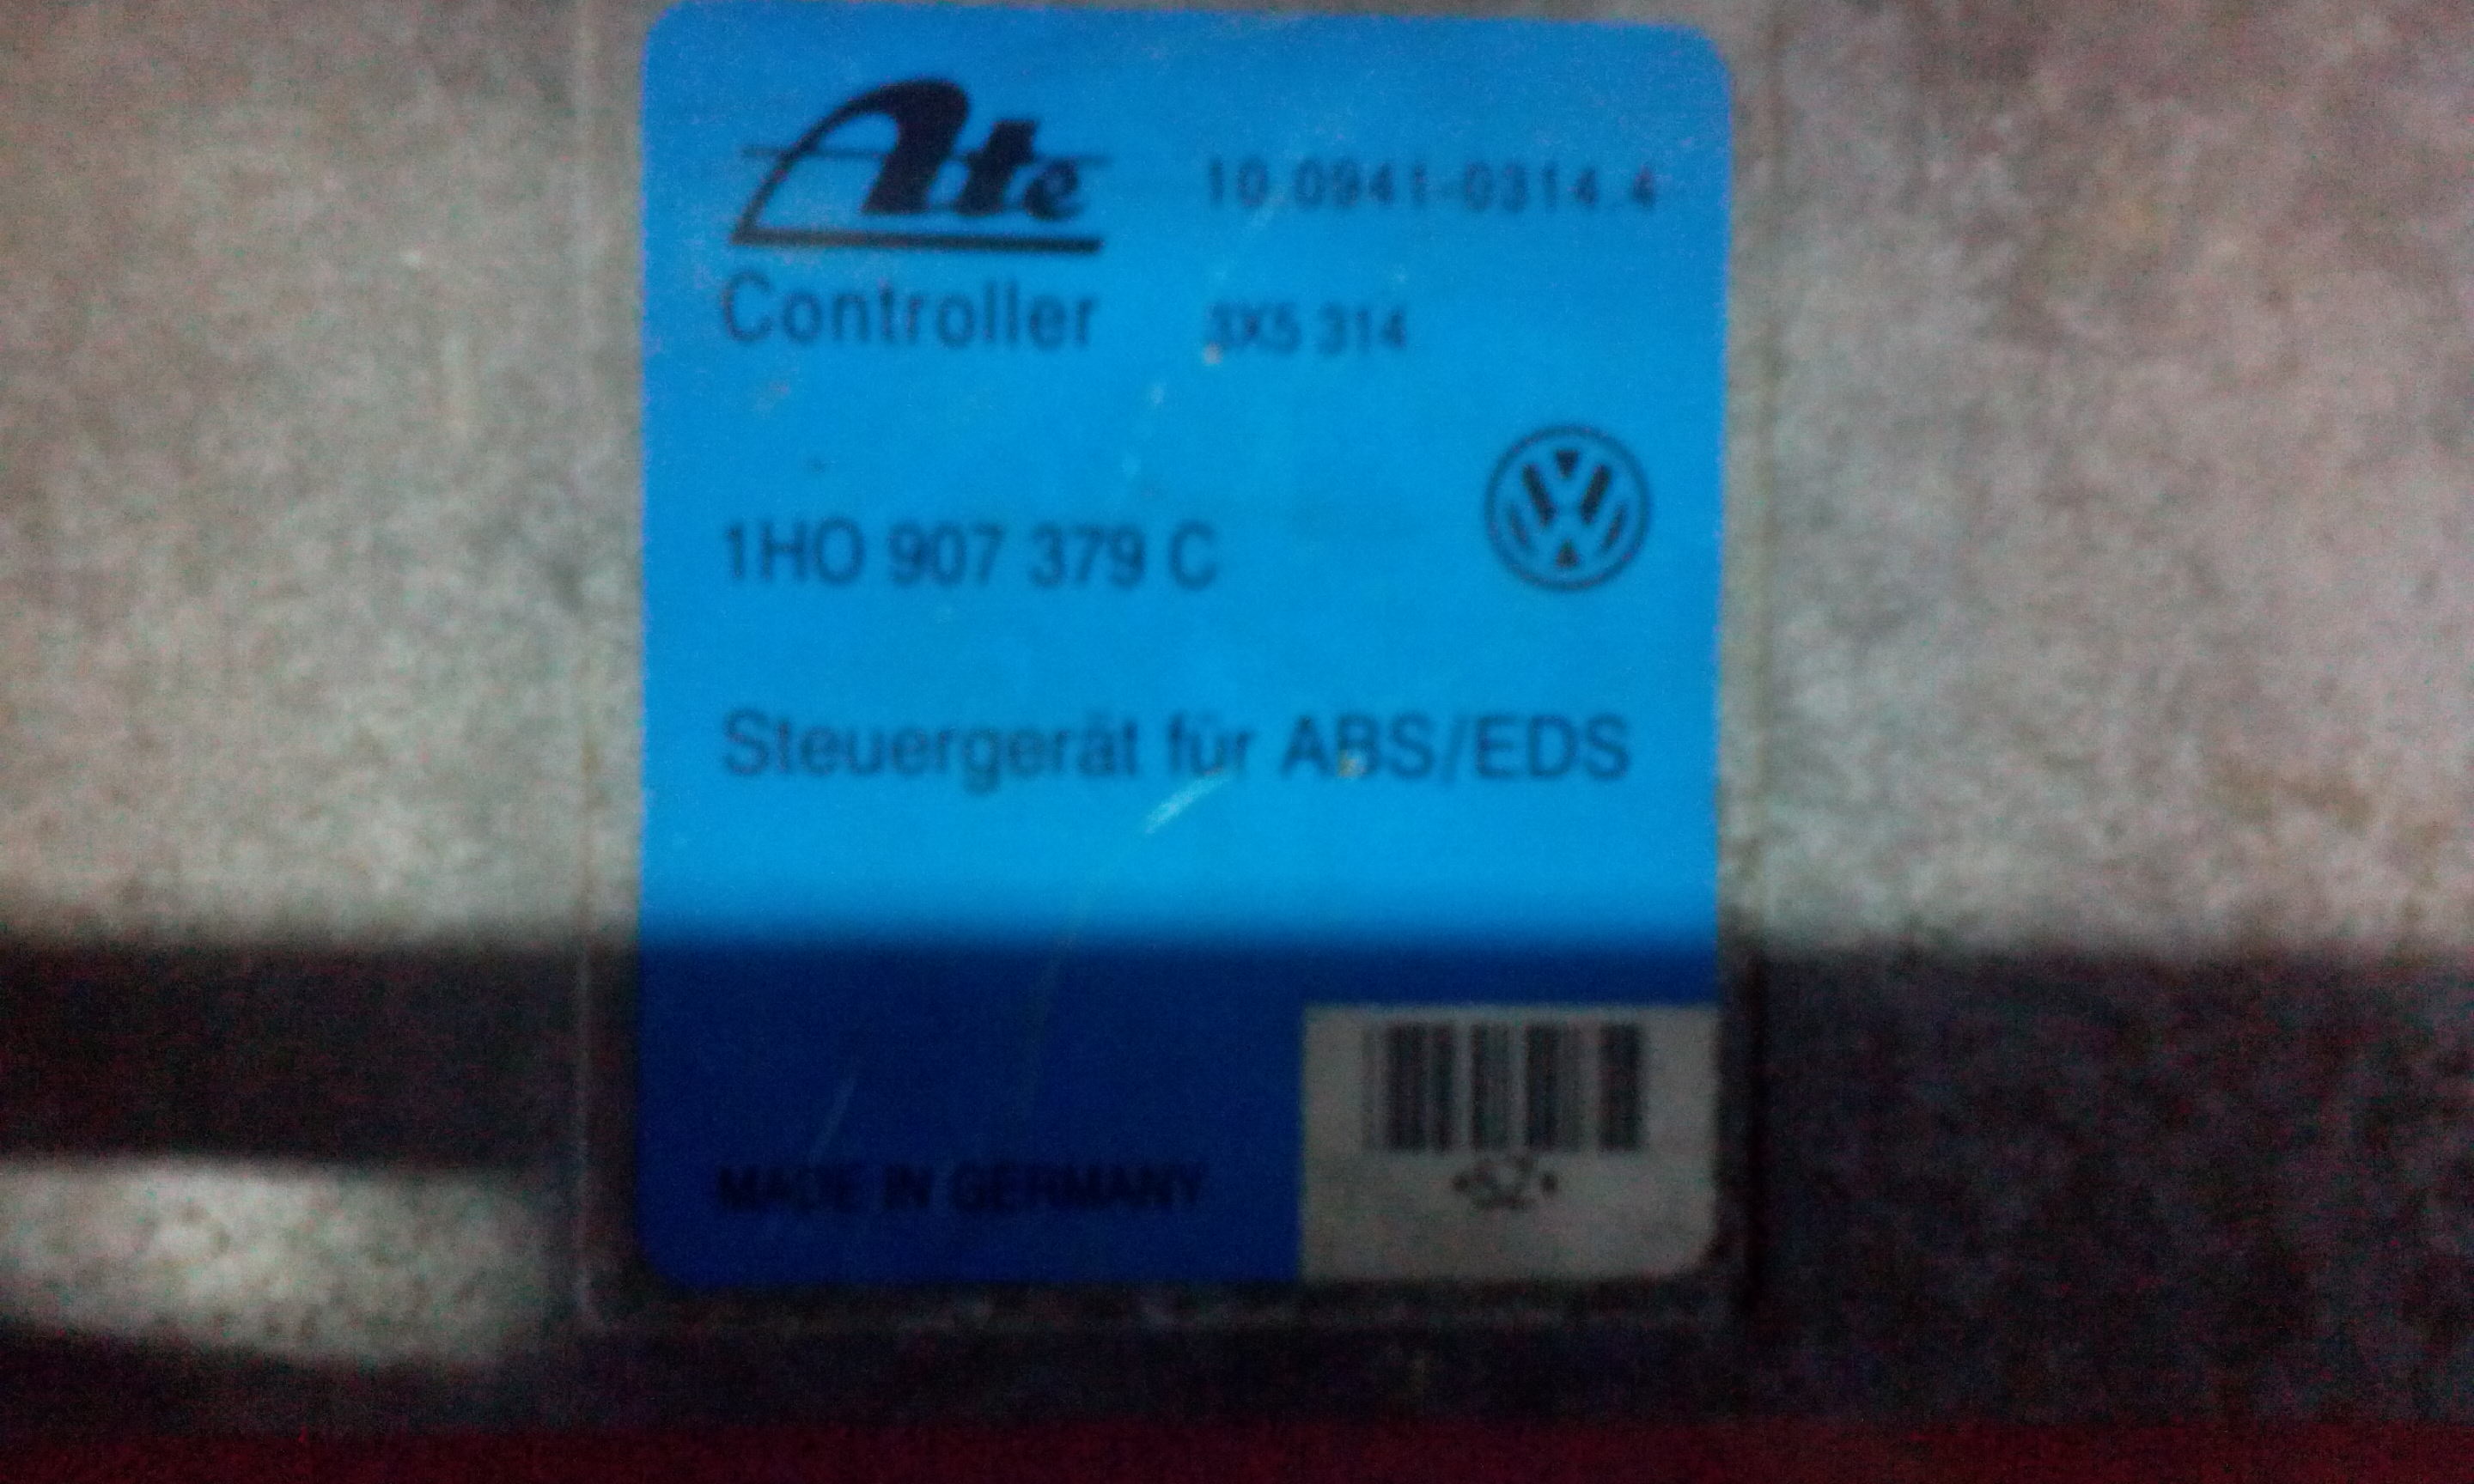 Ate 10.0941-0314.4
Controller 3X5 314
1HO 907 379 C
Steuergerät für ABS/EDS
MADE IN GERMANY